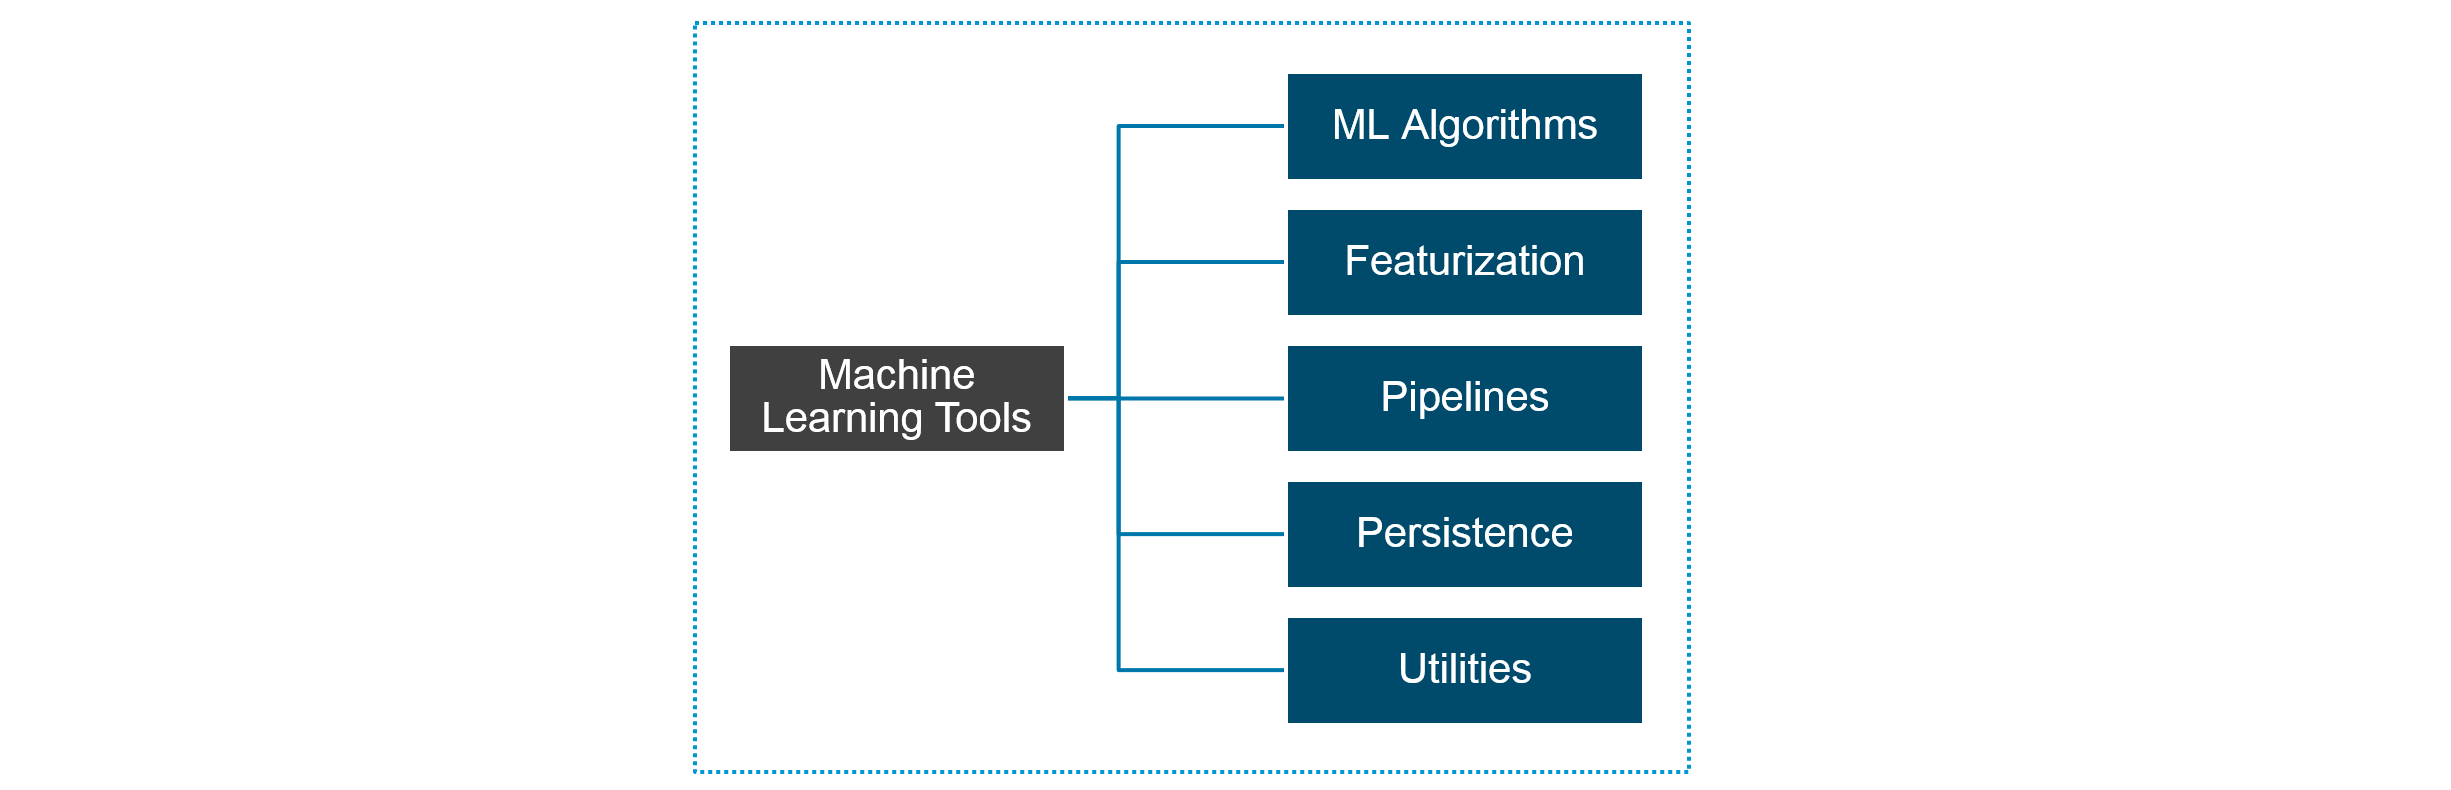 ML Algorithms
Featurization
Machine
Learning Tools
Pipelines
Persistence
Utilities